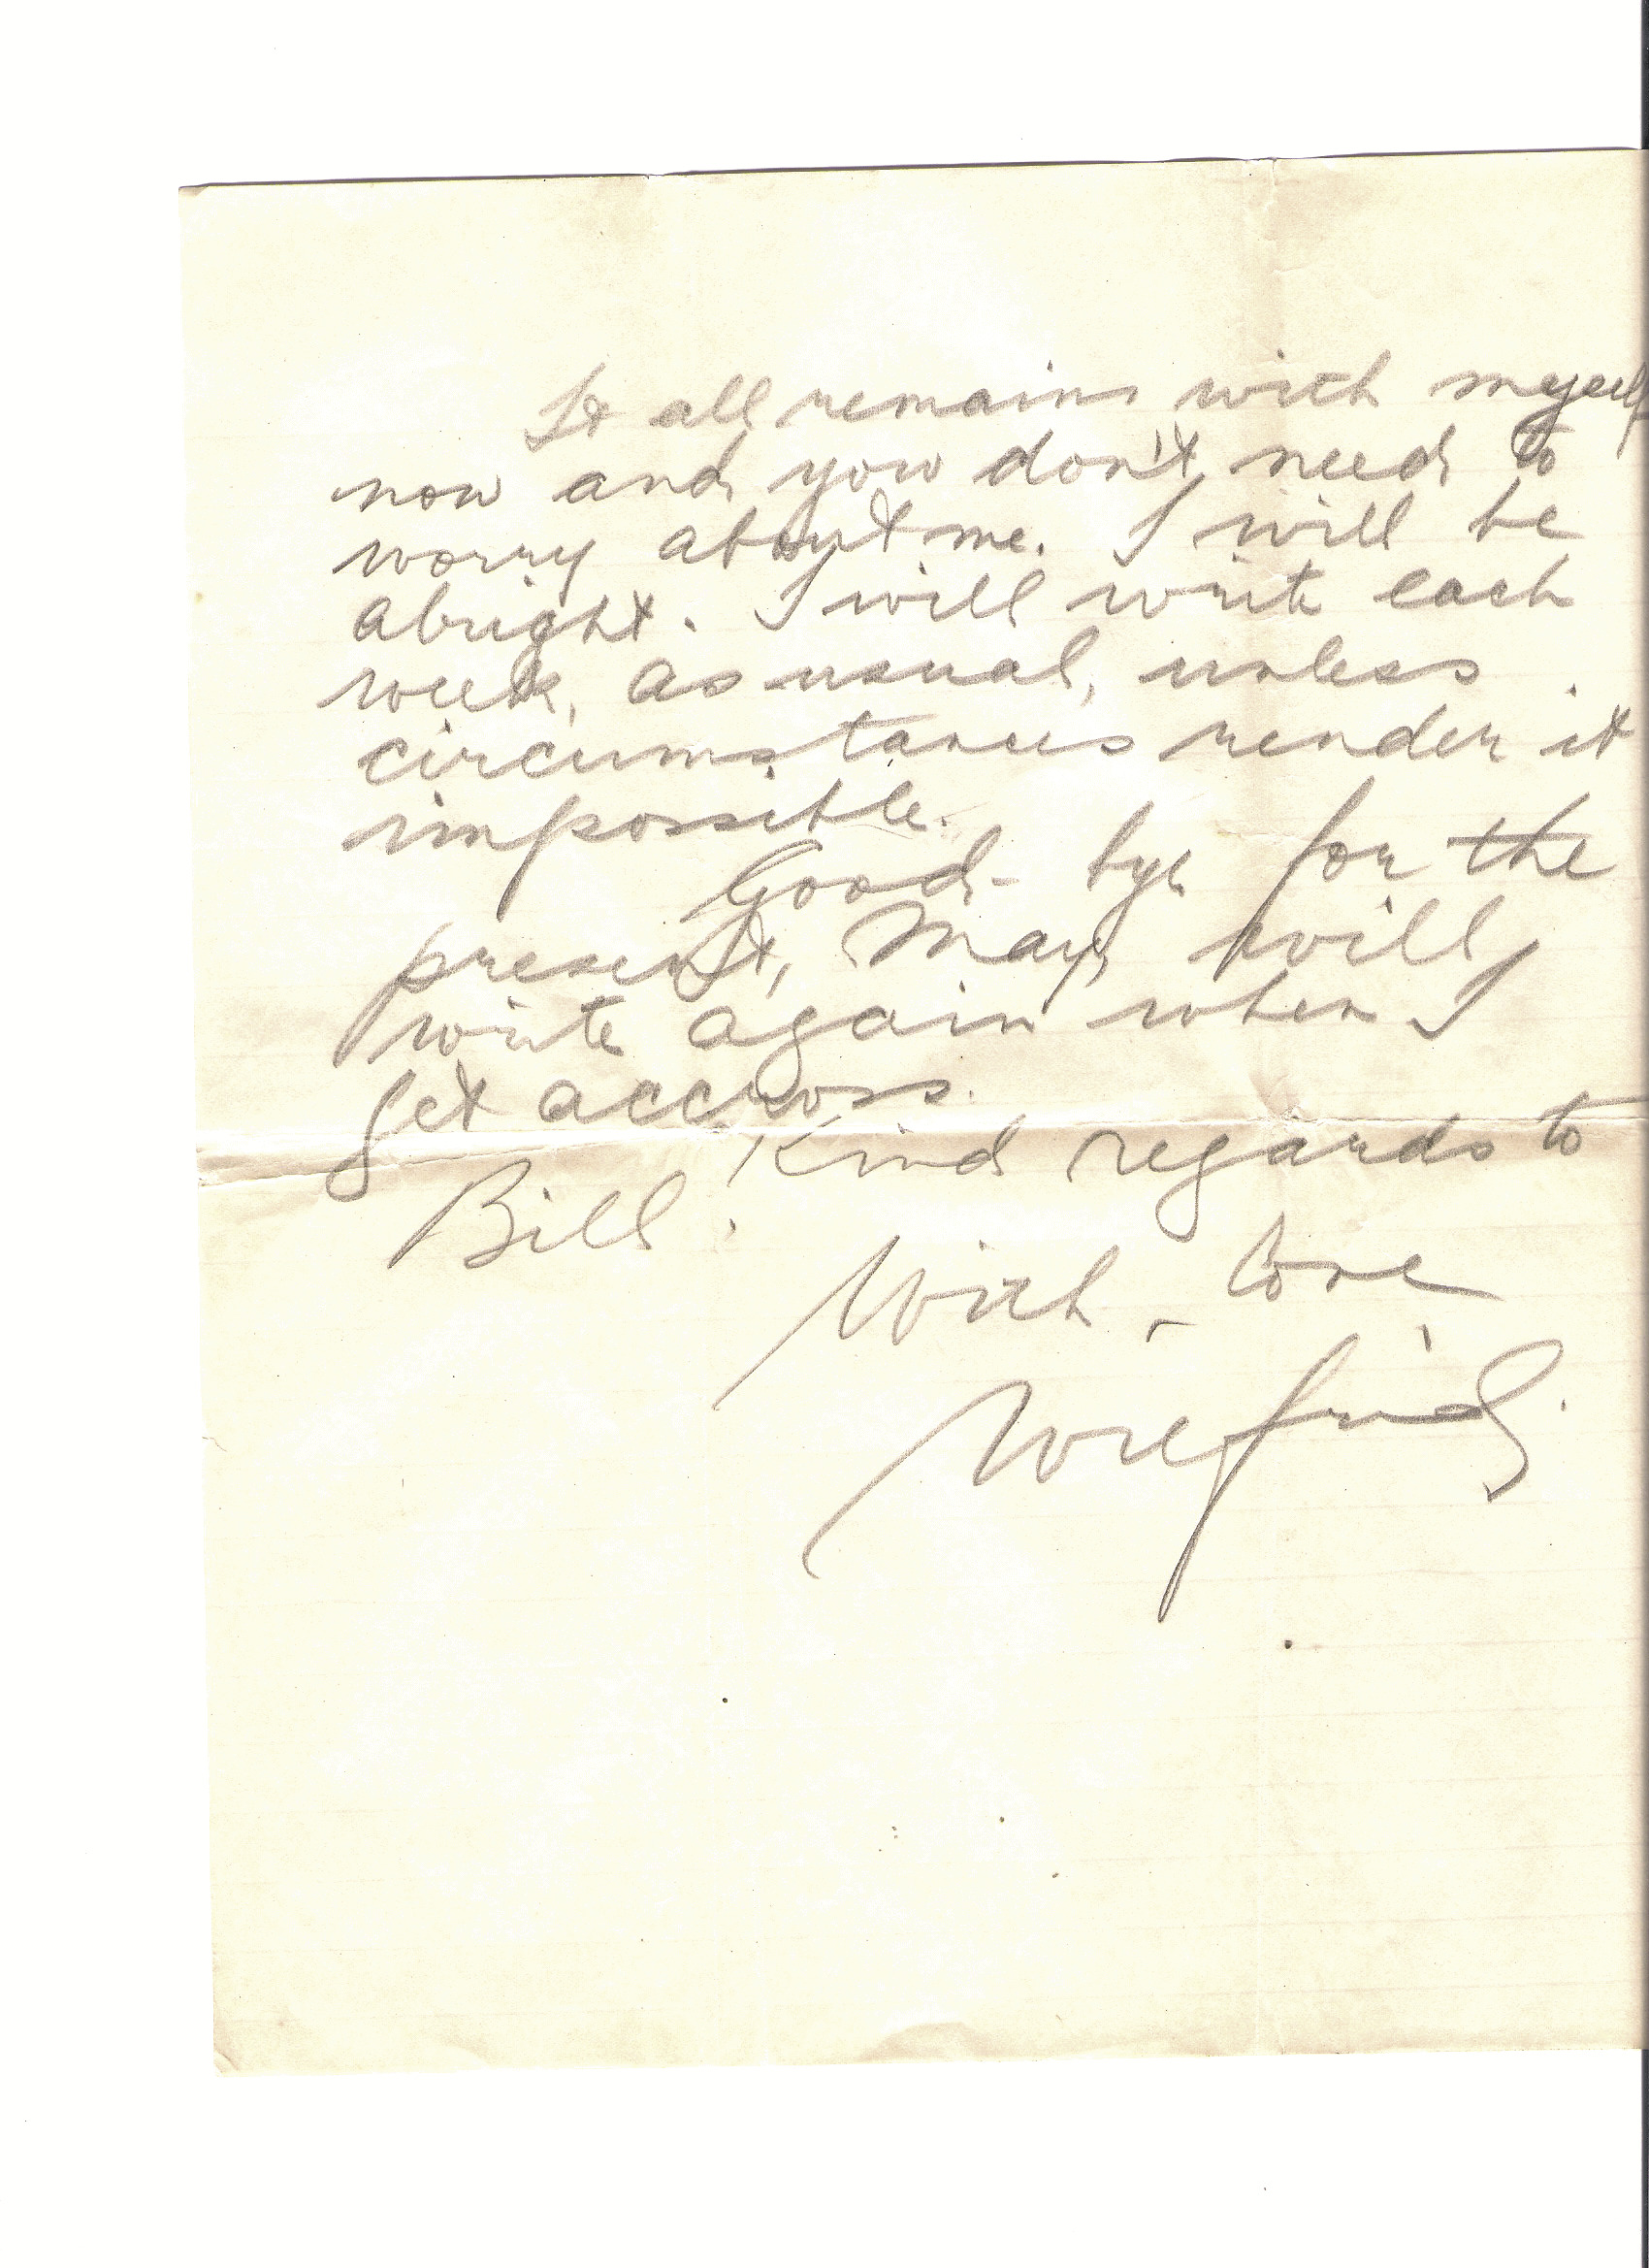 It all remains with myself
now and you don't need to
worry about me. I will be
alright. I will write each
week, as usual, unless
circumstances render it
impossible.
Good-bye for the
present, May, will
write again when I
get accross.
Kind regards to
Bill.
With love
Wilfrid.